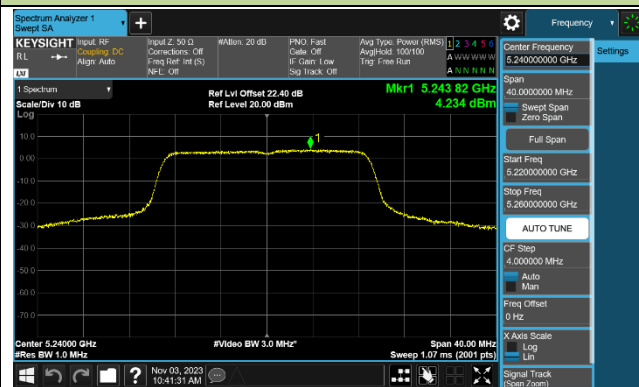 Spectrum Analyzer 1
Swept SA
Frequency
KEYSIGHT
RL
LXI
Input: RF
Coupling: DC
Align: Auto
Input Z: 50 Ω
Corrections: Off
Freq Ref: Int (S)
NFE: Off
#Atten: 20 dB
PNO: Fast
Gate: Off
IF Gain: Low
Sig Track: Off
Avg Type: Power (RMS)
Avg|Hold: 100/100
Trig: Free Run
1 2 3 4 5 6
A W W W W W
A N N N N N
1 Spectrum
Scale/Div 10 dB
Log
Ref Lvl Offset 22.40 dB
Ref Level 20.00 dBm
Mkr1 5.243 82 GHz
4.234 dBm
1
10.0
0.00
-10.0
-20.0
-30.0
-40.0
-50.0
-60.0
-70.0
Center 5.24000 GHz
#Res BW 1.0 MHz
#Video BW 3.0 MHz*
Span 40.00 MHz
Sweep 1.07 ms (2001 pts)
Nov 03, 2023
10:41:31 AM
Center Frequency
5.240000000 GHz
Settings
Span
40.0000000 MHz
Swept Span
Zero Span
Full Span
Start Freq
5.220000000 GHz
Stop Freq
5.260000000 GHz
AUTO TUNE
CF Step
4.000000 MHz
Auto
Man
Freq Offset
0 Hz
X Axis Scale
Log
Lin
Signal Track
(Span Zoom)